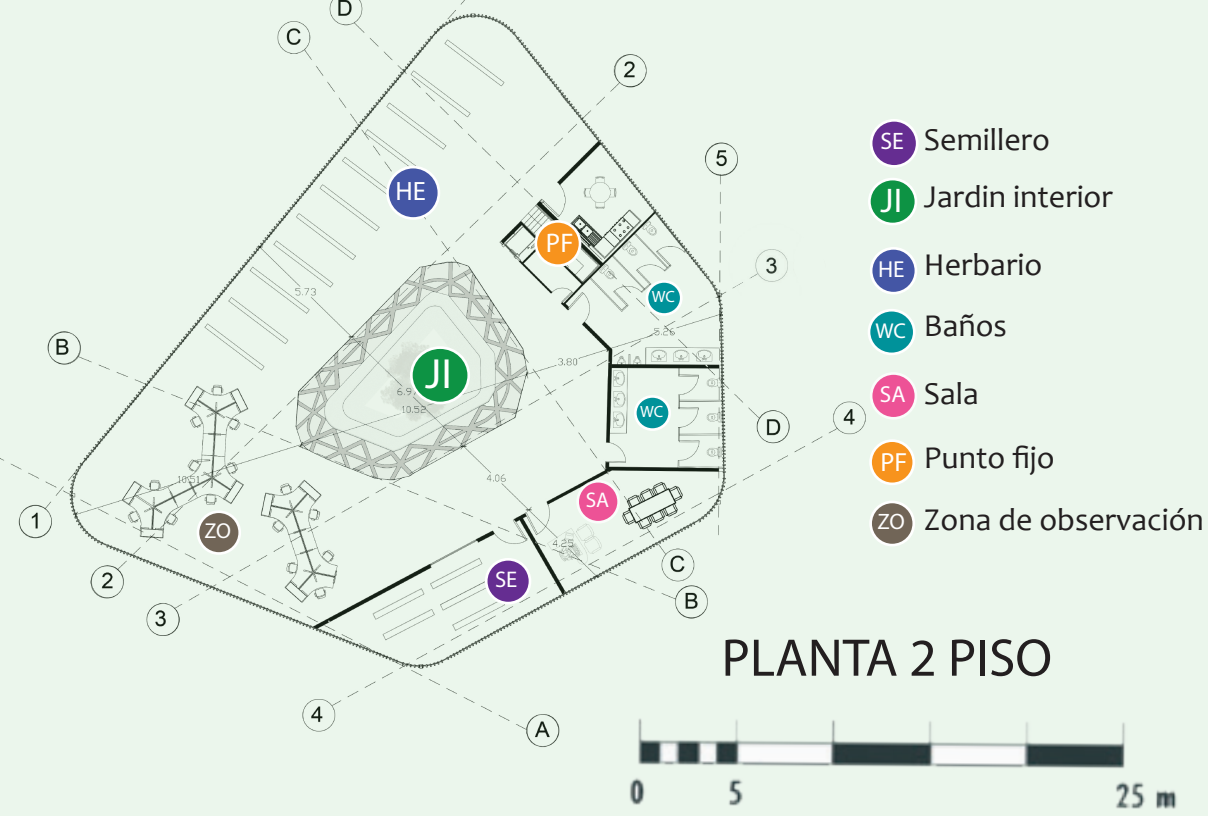 D
C
2
5
HE
PF
3
WC
5.73
5.26
B
3.80
JI
6.97
10.52
WC
D
4
10.51
4.06
SA
1
ZO
4.25
C
2
SE
B
3
4
A
SE Semillero
JI Jardin interior
HE Herbario
WC Baños
SA Sala
PF Punto fijo
ZO Zona de observación
PLANTA 2 PISO
0 5 25 m